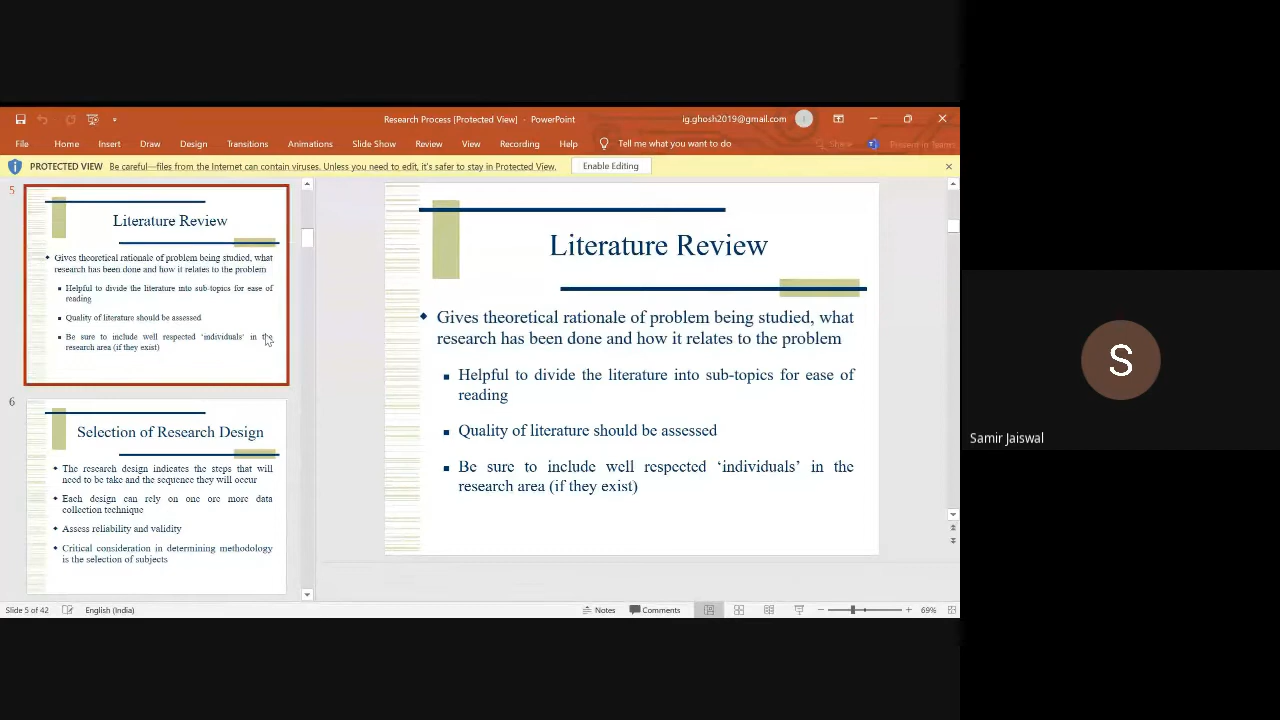 Research Process [Protected View] - PowerPoint
ig.ghosh2019@gmail.com
File Home Insert Draw Design Transitions Animations Slide Show Review View Recording Help Tell me what you want to do Share Present in Teams
PROTECTED VIEW Be careful—files from the Internet can contain viruses. Unless you need to edit, it's safer to stay in Protected View. Enable Editing
5
Literature Review
Gives theoretical rationale of problem being studied, what
research has been done and how it relates to the problem
Helpful to divide the literature into sub-topics for ease of
reading
Quality of literature should be assessed
Be sure to include well respected 'individuals' in the
research area (if they exist)
6
Selection of Research Design
The research design indicates the steps that will
need to be take and the sequence they will occur
Each design can rely on one ore more data
collection technique
Assess reliability and validity
Critical consideration in determining methodology
is the selection of subjects
Literature Review
Gives theoretical rationale of problem being studied, what
research has been done and how it relates to the problem
Helpful to divide the literature into sub-topics for ease of
reading
Quality of literature should be assessed
Be sure to include well respected ‘individuals’ in the
research area (if they exist)
Slide 5 of 42 English (India) Notes Comments 69%
S
Samir Jaiswal